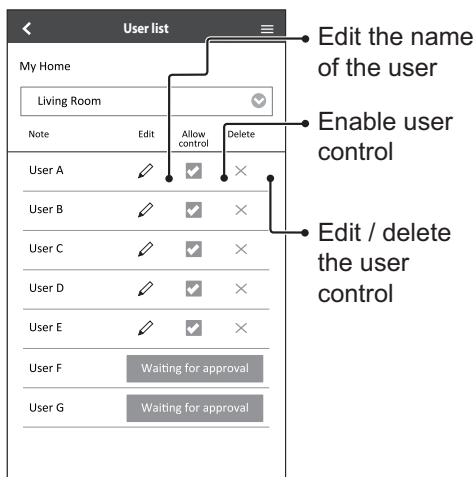 User list
My Home
Living Room
Note Edit Allow control Delete
User A
User B
User C
User D
User E
User F Waiting for approval
User G Waiting for approval
Edit the name
of the user
Enable user
control
Edit / delete
the user
control